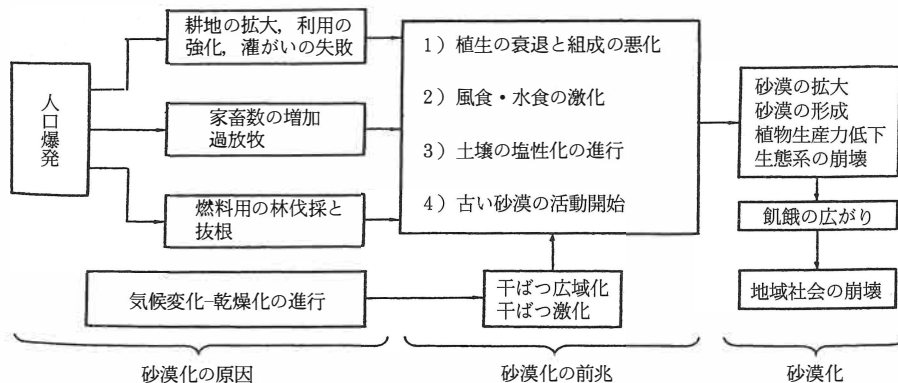 人口爆発
耕地の拡大，利用の
強化，灌がいの失敗
家畜数の増加
過放牧
燃料用の林伐採と
抜根
気候変化−乾燥化の進行
1）植生の衰退と組成の悪化
2）風食・水食の激化
3）土壌の塩性化の進行
4）古い砂漠の活動開始
干ばつ広域化
干ばつ激化
砂漠の拡大
砂漠の形成
植物生産力低下
生態系の崩壊
飢餓の広がり
地域社会の崩壊
砂漠化の原因
砂漠化の前兆
砂漠化